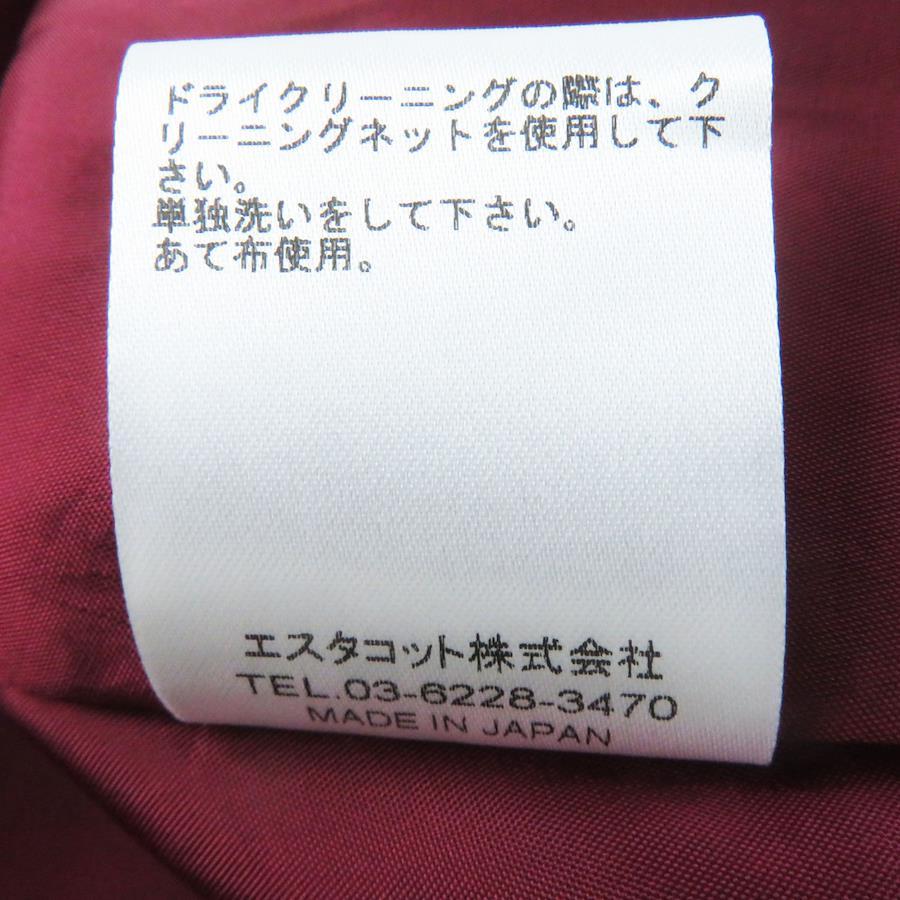 ドライクリーニングの際は、ク
リーニングネットを使用して下
さい。
単独洗いをして下さい。
あて布使用。
エスタコット株式会社
TEL.03-6228-3470
MADE IN JAPAN